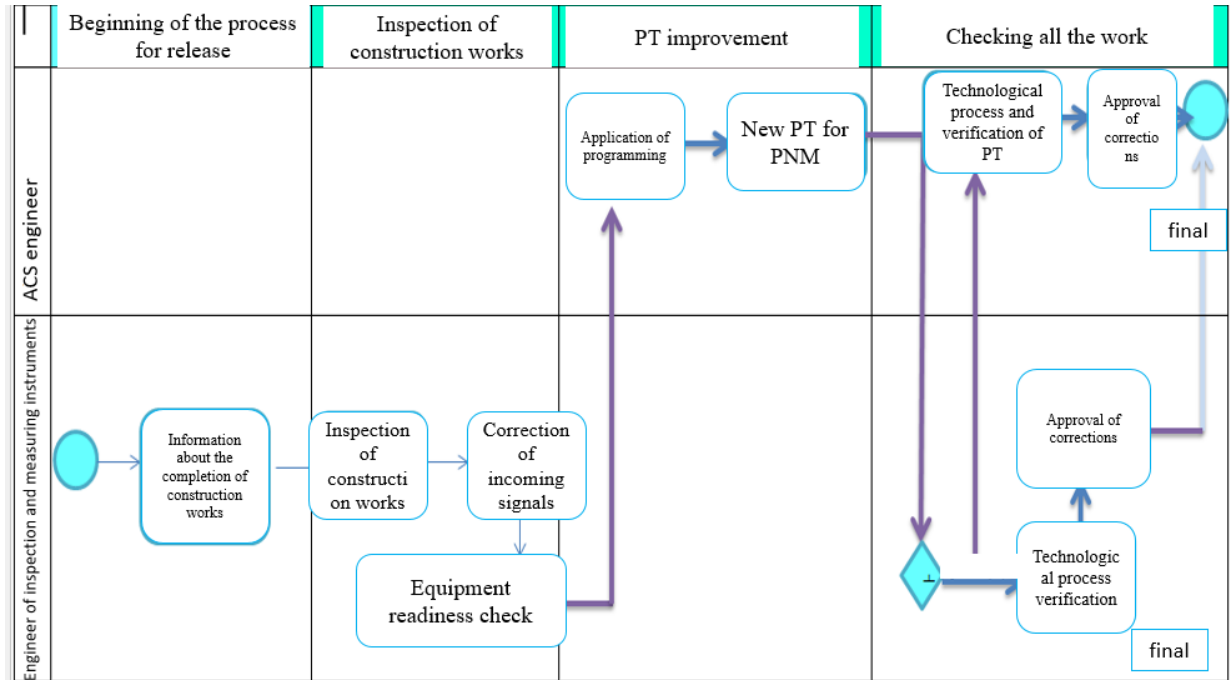 Beginning of the process
for release
Inspection of
construction works
PT improvement
Checking all the work
ACS engineer
Application of
programming
New PT for
PNM
Technological
process and
verification of
PT
Approval
of
correctio
ns
final
Engineer of inspection and measuring instruments
Information
about the
completion of
construction
works
Inspection
of
constructi
on works
Correction
of
incoming
signals
Equipment
readiness check
Approval of
corrections
Technologic
al process
verification
final